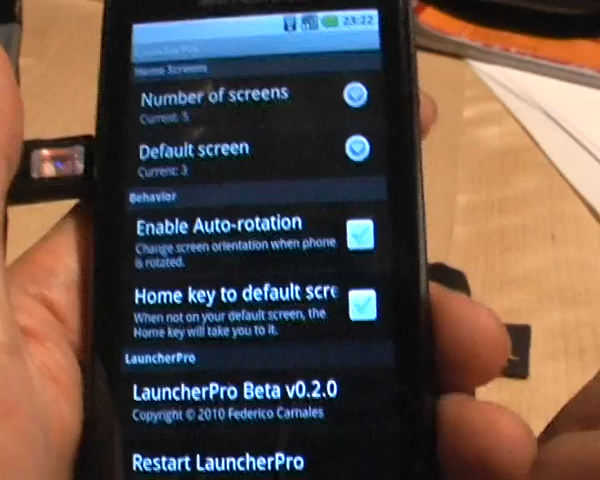 23:22
LauncherPro
Home Screens
Number of screens
Current: 5
Default screen
Current: 3
Behavior
Enable Auto-rotation
Change screen orientation when phone
is rotated.
Home key to default scre
When not on your default screen, the
Home key will take you to it.
LauncherPro
LauncherPro Beta v0.2.0
Copyright © 2010 Federico Carnales
Restart LauncherPro